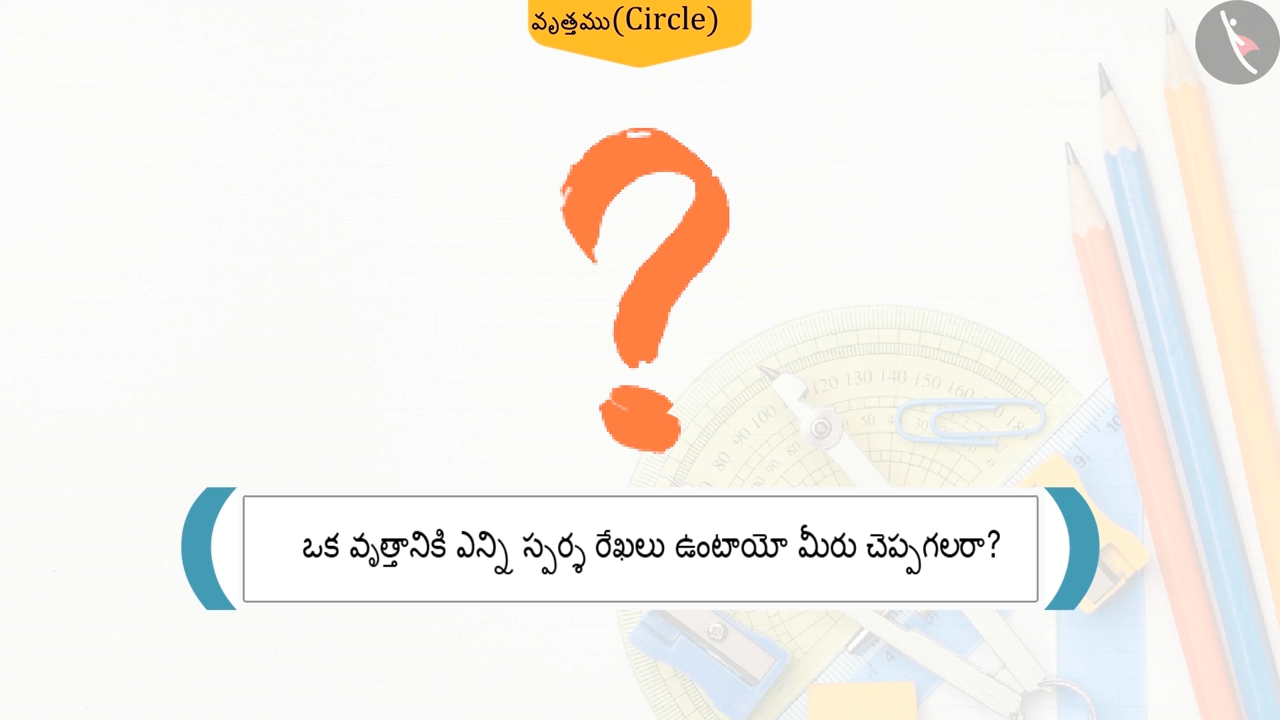 వృత్తము(Circle)
ఒక వృత్తానికి ఎన్ని స్పర్శ రేఖలు ఉంటాయో మీరు చెప్పగలరా?